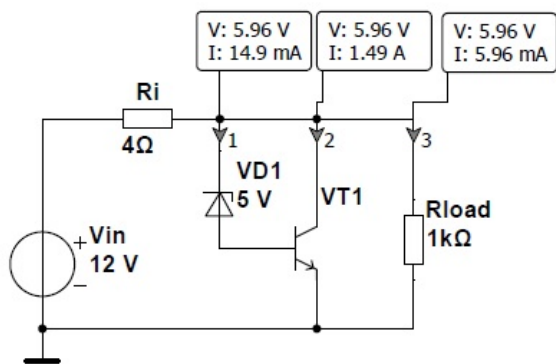 V: 5.96 V
I: 14.9 mA
V: 5.96 V
I: 1.49 A
V: 5.96 V
I: 5.96 mA
Ri
4Ω
1
2
3
VD1
5 V
VT1
Rload
1kΩ
Vin
12 V
+
−